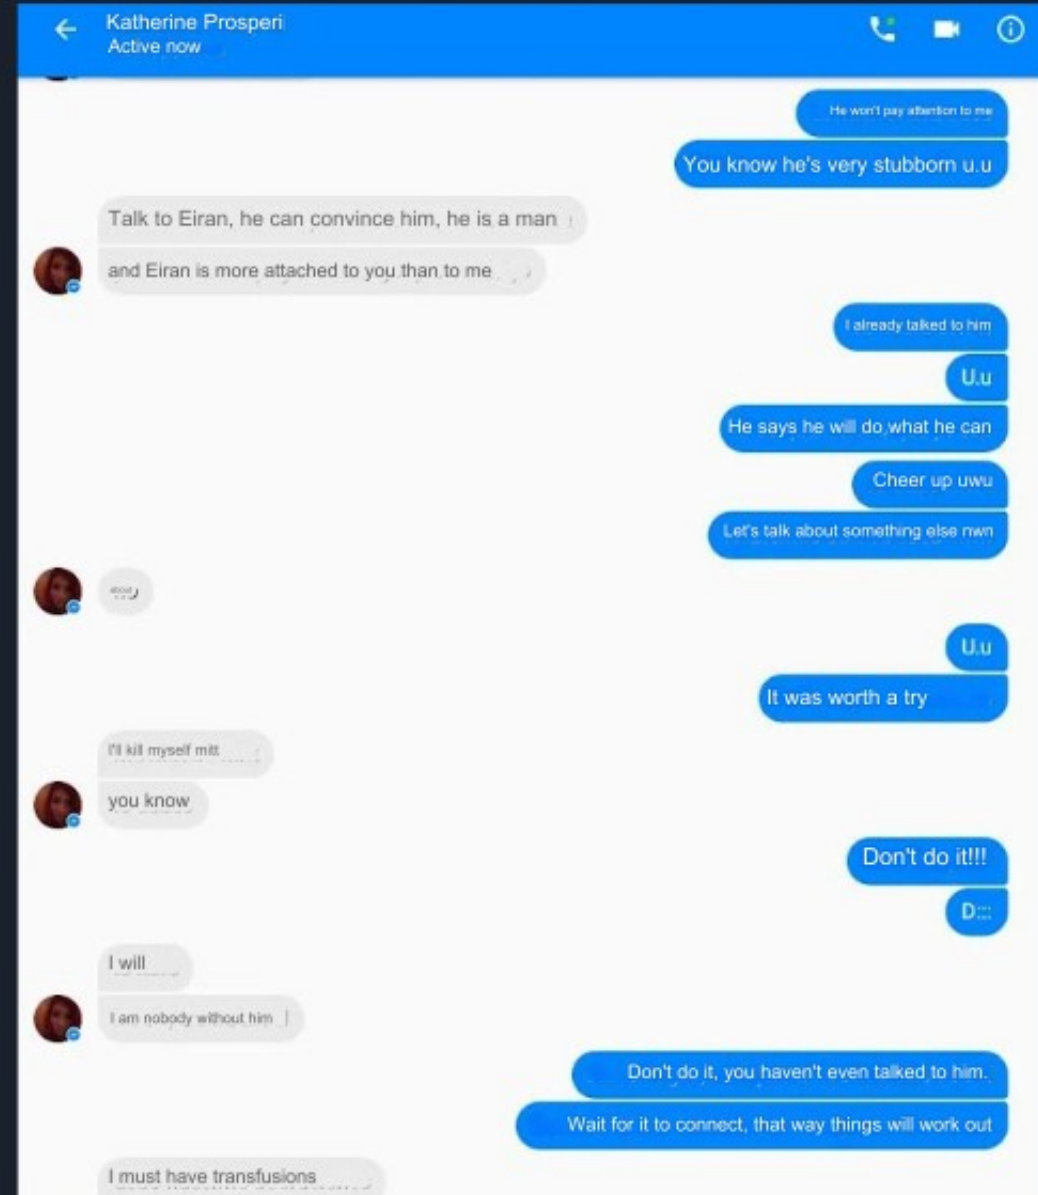 Katherine Prosperi
Active now
He won't pay attention to me
You know he's very stubborn u.u
Talk to Eiran, he can convince him, he is a man
and Eiran is more attached to you than to me
I already talked to him
U.u
He says he will do what he can
Cheer up uwu
Let's talk about something else nwn
about
U.u
It was worth a try
I'll kill myself mitt
you know
Don't do it!!!
D:::
I will
I am nobody without him
Don't do it, you haven't even talked to him.
Wait for it to connect, that way things will work out
I must have transfusions